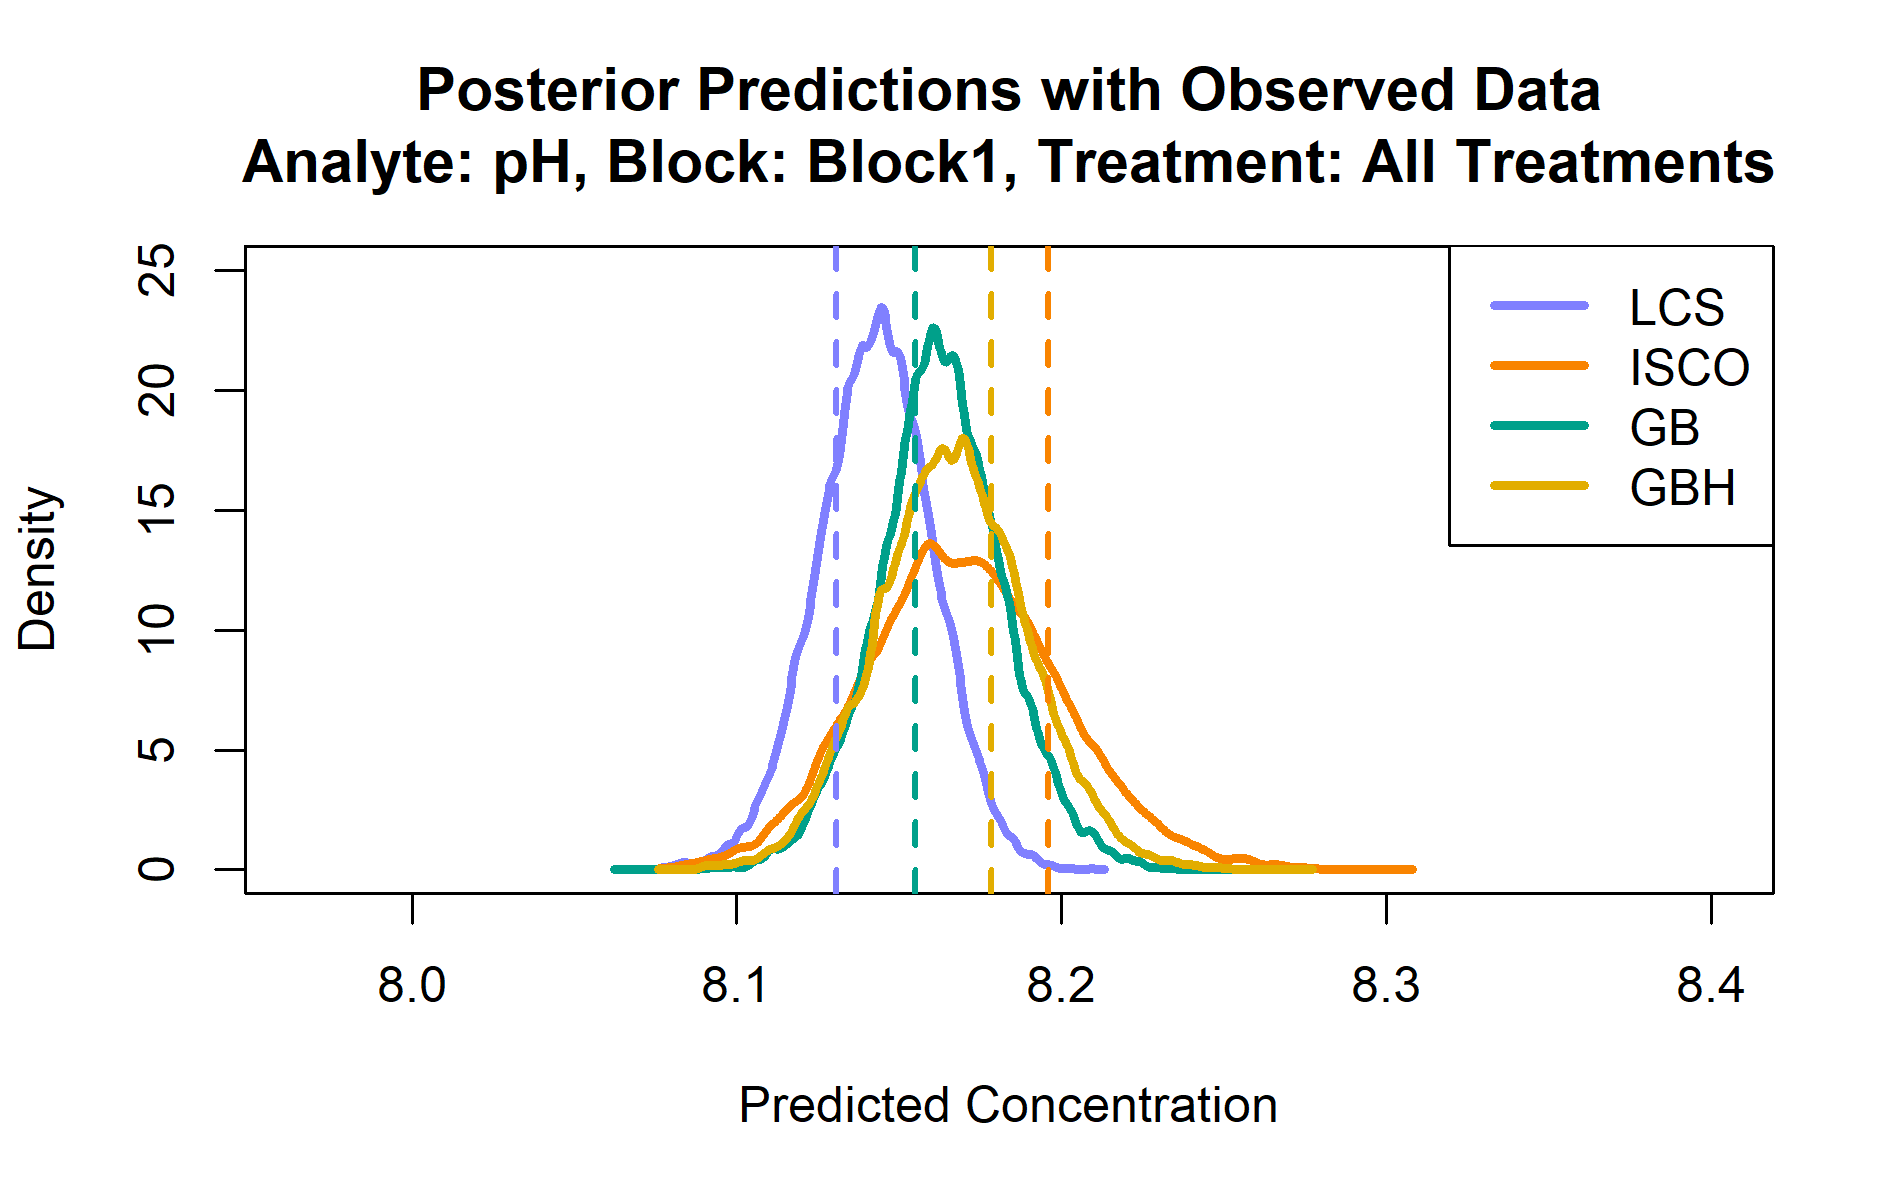 Posterior Predictions with Observed Data
Analyte: pH, Block: Block1, Treatment: All Treatments
Density
25
20
15
10
5
0
LCS
ISCO
GB
GBH
8.0 8.1 8.2 8.3 8.4
Predicted Concentration